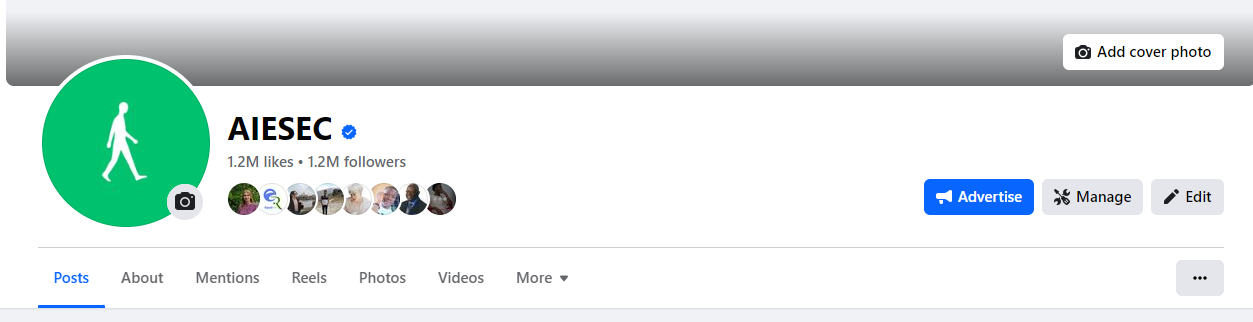 Add cover photo
AIESEC
1.2M likes • 1.2M followers
Advertise
Manage
Edit
Posts
About
Mentions
Reels
Photos
Videos
More